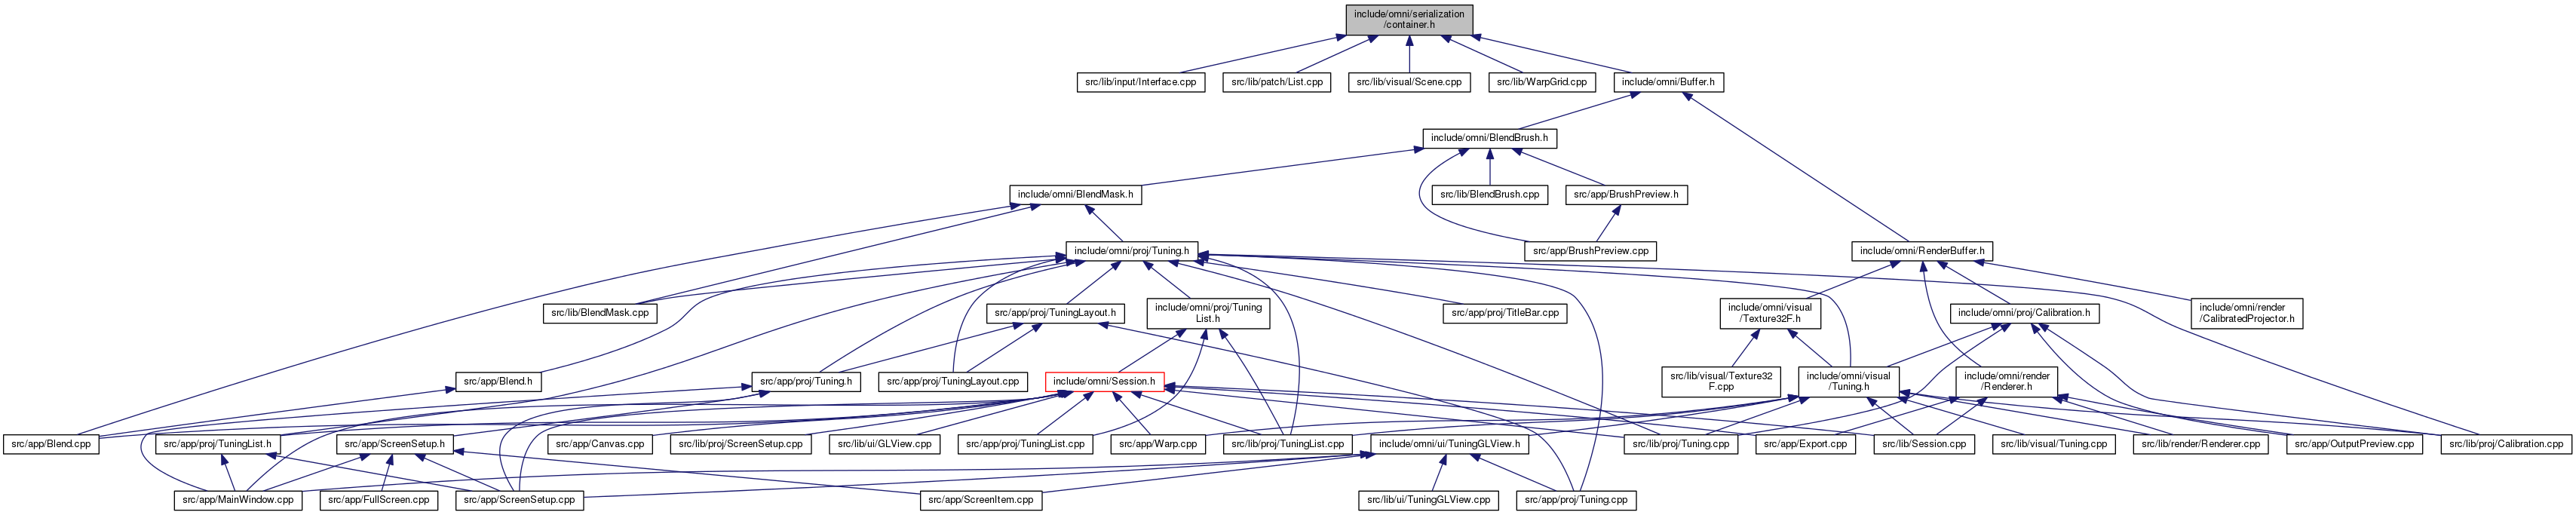 include/omni/serialization
/container.h
src/lib/input/Interface.cpp
src/lib/patch/List.cpp
src/lib/visual/Scene.cpp
src/lib/WarpGrid.cpp
include/omni/Buffer.h
include/omni/BlendBrush.h
include/omni/BlendMask.h
src/lib/BlendBrush.cpp
src/app/BrushPreview.h
include/omni/proj/Tuning.h
src/app/BrushPreview.cpp
include/omni/RenderBuffer.h
src/lib/BlendMask.cpp
src/app/proj/TuningLayout.h
include/omni/proj/Tuning
List.h
src/app/proj/TitleBar.cpp
include/omni/visual
/Texture32F.h
include/omni/proj/Calibration.h
include/omni/render
/CalibratedProjector.h
src/app/Blend.h
src/app/proj/Tuning.h
src/app/proj/TuningLayout.cpp
include/omni/Session.h
src/lib/visual/Texture32
F.cpp
include/omni/visual
/Tuning.h
include/omni/render
/Renderer.h
src/app/Blend.cpp
src/app/proj/TuningList.h
src/app/ScreenSetup.h
src/app/Canvas.cpp
src/lib/proj/ScreenSetup.cpp
src/lib/ui/GLView.cpp
src/app/proj/TuningList.cpp
src/app/Warp.cpp
src/lib/proj/TuningList.cpp
include/omni/ui/TuningGLView.h
src/lib/proj/Tuning.cpp
src/app/Export.cpp
src/lib/Session.cpp
src/lib/visual/Tuning.cpp
src/lib/render/Renderer.cpp
src/app/OutputPreview.cpp
src/lib/proj/Calibration.cpp
src/app/MainWindow.cpp
src/app/FullScreen.cpp
src/app/ScreenSetup.cpp
src/app/ScreenItem.cpp
src/lib/ui/TuningGLView.cpp
src/app/proj/Tuning.cpp